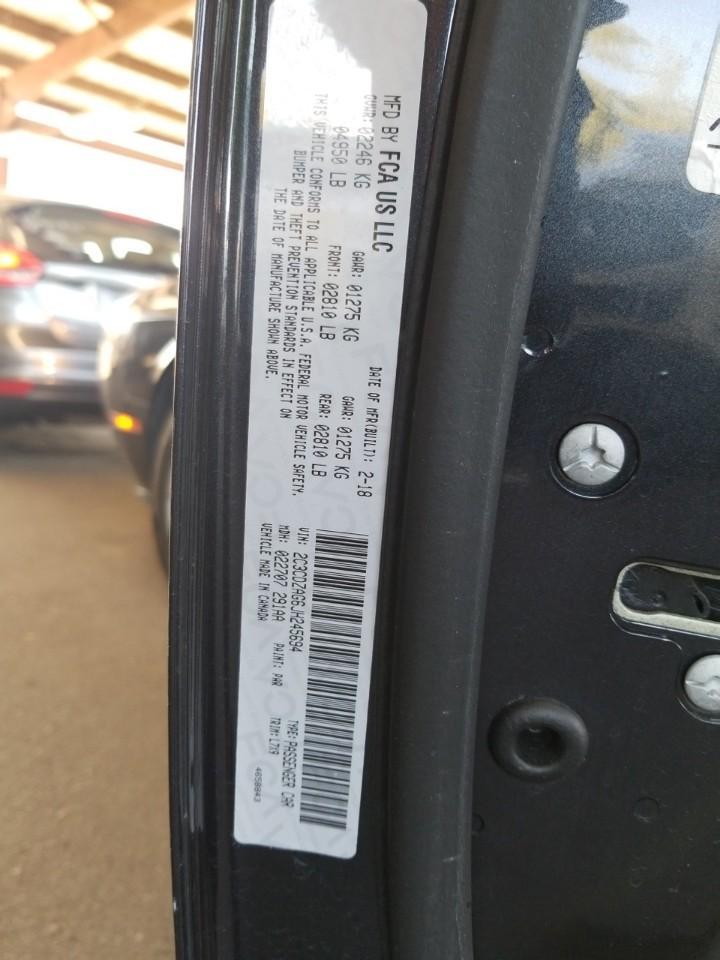 MFD BY FCA US LLC
DATE OF MFR(BUILT): 2-18
GVWR: 02246 KG
GAWR: 01275 KG
GAWR: 01275 KG
04950 LB
FRONT: 02810 LB
REAR: 02810 LB
THIS VEHICLE CONFORMS TO ALL APPLICABLE U.S.A. FEDERAL MOTOR VEHICLE SAFETY,
BUMPER AND THEFT PREVENTION STANDARDS IN EFFECT ON
THE DATE OF MANUFACTURE SHOWN ABOVE.
VIN: 2C3CDZAG6JH245694
TYPE: PASSENGER CAR
MDH: 022707 291AA
PAINT: PAR
TRIM: L7X9
VEHICLE MADE IN CANADA
4658843